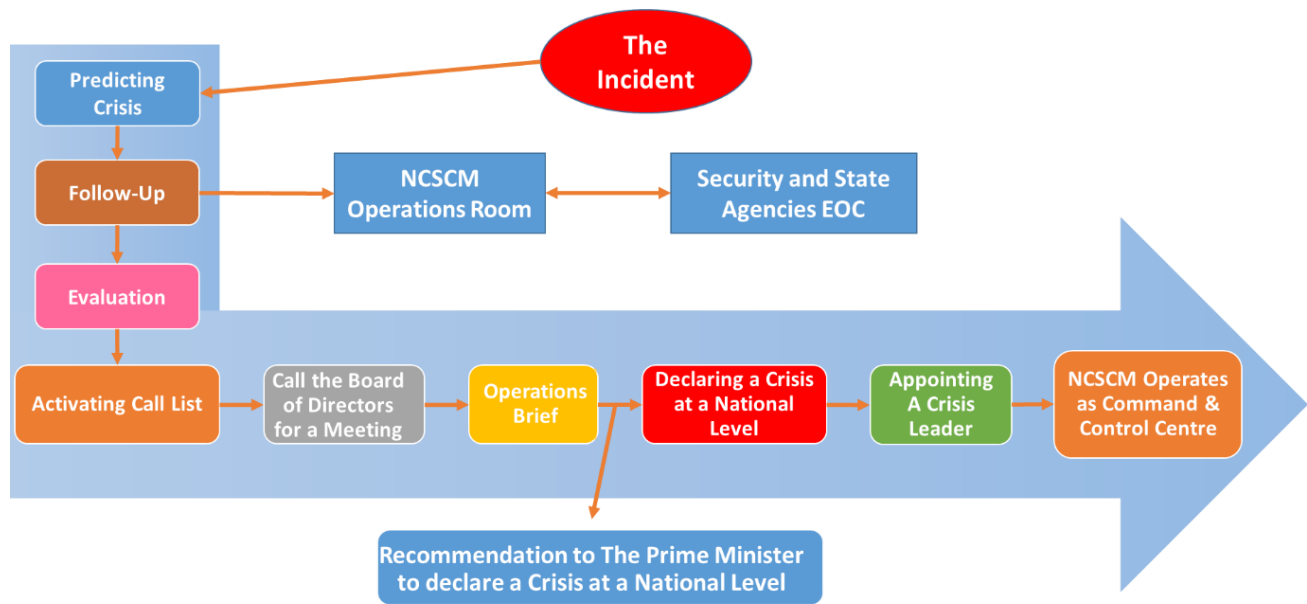 The
Incident
Predicting
Crisis
Follow-Up
NCSCM
Operations Room
Security and State
Agencies EOC
Evaluation
Activating Call List
Call the Board
of Directors
for a Meeting
Operations
Brief
Declaring a Crisis
at a National
Level
Appointing
A Crisis
Leader
NCSCM Operates
as Command &
Control Centre
Recommendation to The Prime Minister
to declare a Crisis at a National Level